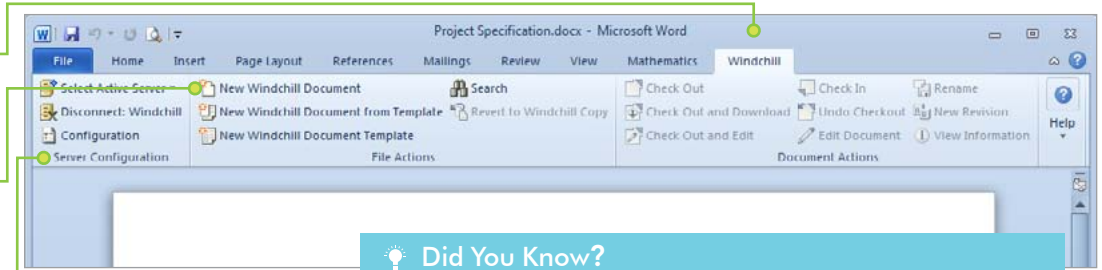 Project Specification.docx - Microsoft Word
File Home Insert Page Layout References Mailings Review View Mathematics Windchill
Select Active Server New Windchill Document Search Check Out Check In Rename
Disconnect: Windchill New Windchill Document from Template Revert to Windchill Copy Check Out and Download Undo Checkout New Revision Help
Configuration New Windchill Document Template Check Out and Edit Edit Document View Information
Server Configuration File Actions Document Actions
Did You Know?